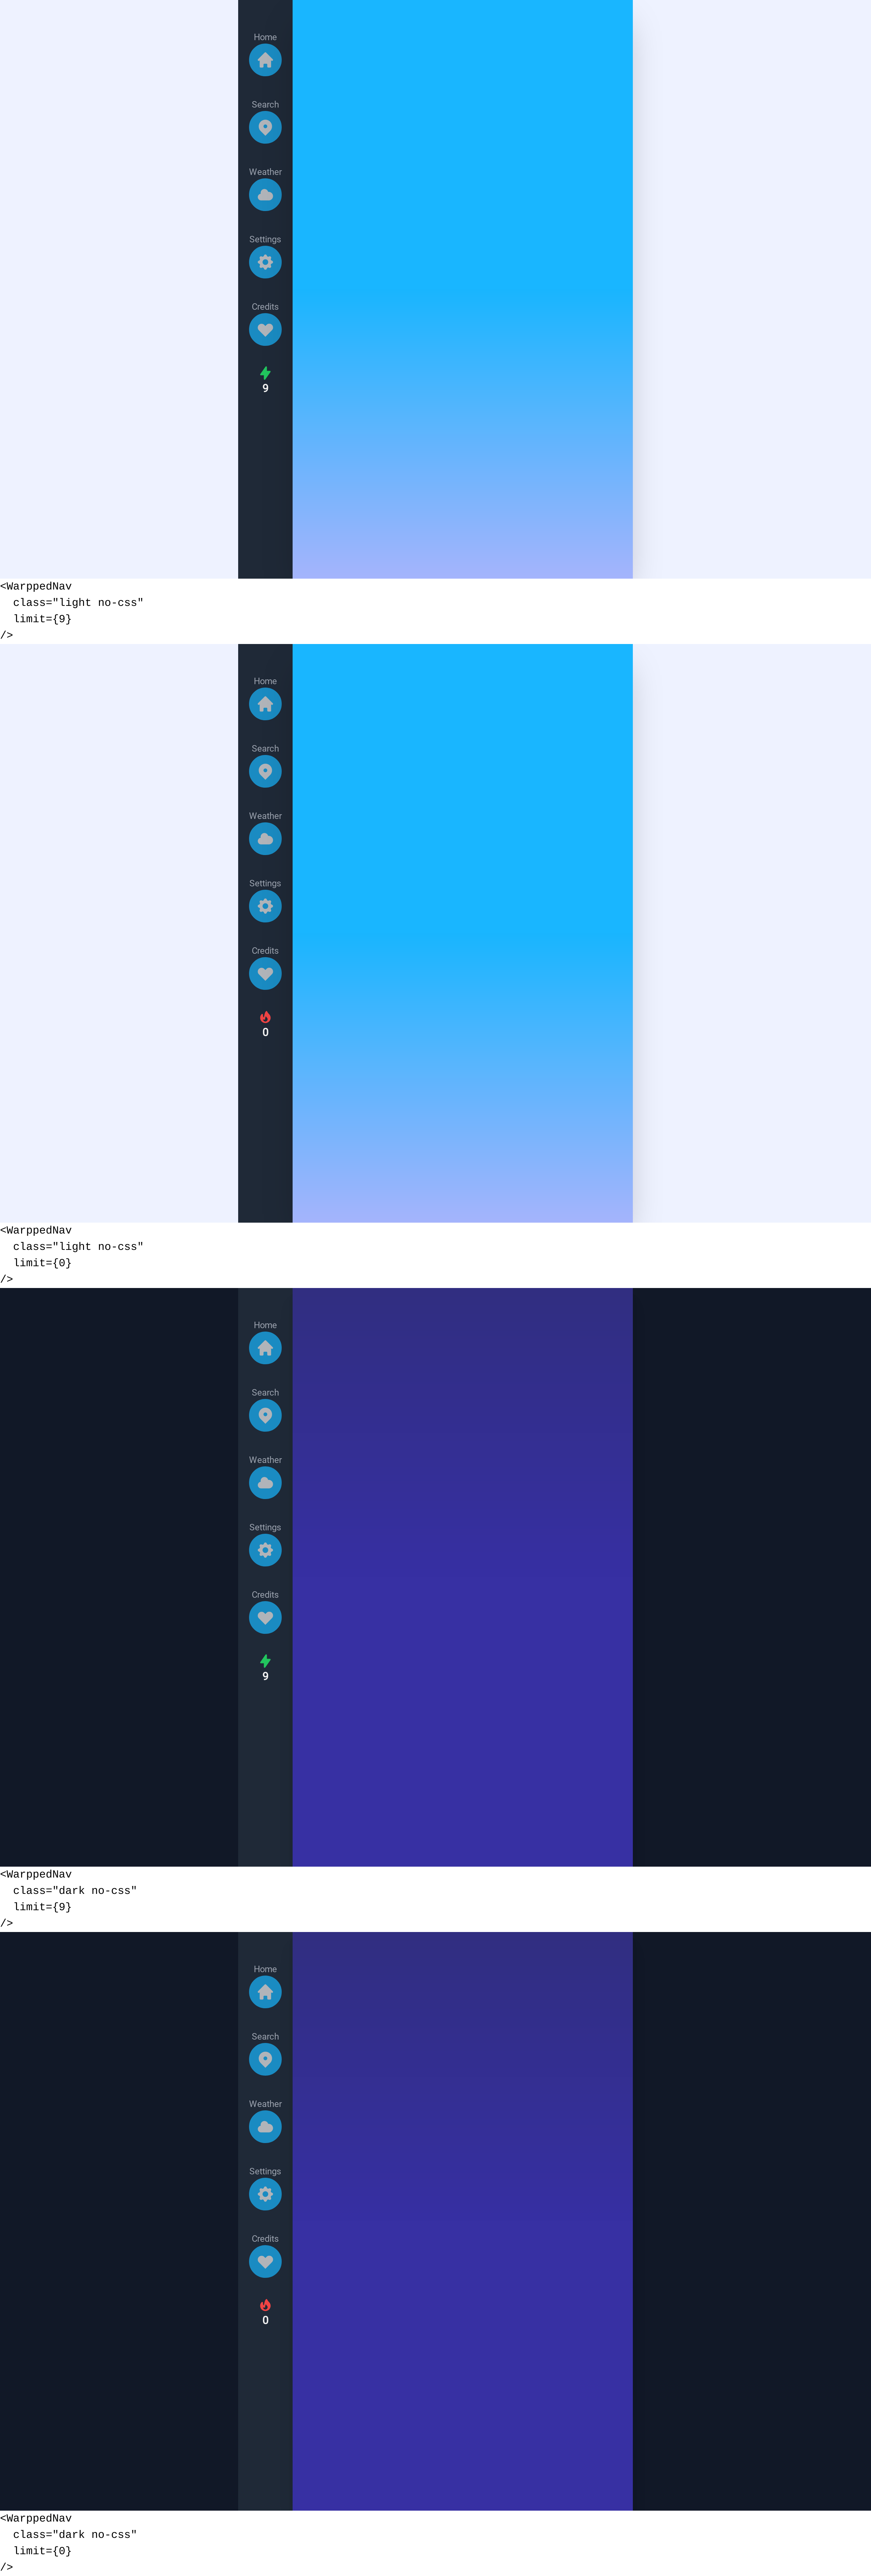 Home
Search
Weather
Settings
Credits
9
<WarppedNav
  class="light no-css"
  limit={9}
/>
Home
Search
Weather
Settings
Credits
0
<WarppedNav
  class="light no-css"
  limit={0}
/>
Home
Search
Weather
Settings
Credits
9
<WarppedNav
  class="dark no-css"
  limit={9}
/>
Home
Search
Weather
Settings
Credits
0
<WarppedNav
  class="dark no-css"
  limit={0}
/>